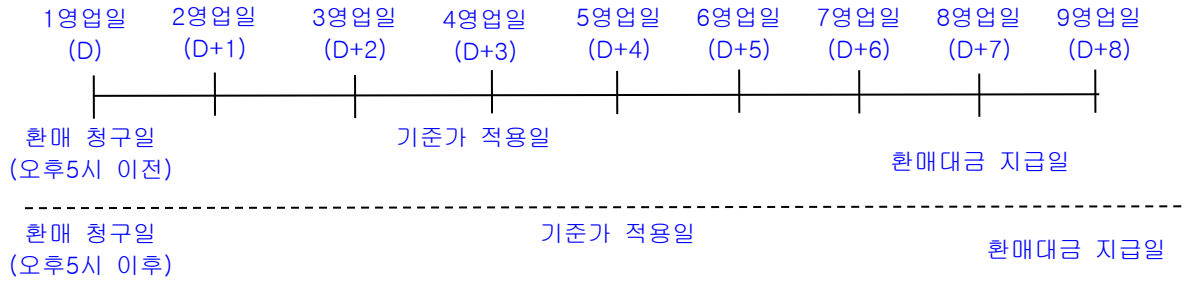 1영업일 2영업일 3영업일 4영업일 5영업일 6영업일 7영업일 8영업일 9영업일
(D) (D+1) (D+2) (D+3) (D+4) (D+5) (D+6) (D+7) (D+8)
환매 청구일 기준가 적용일
(오후5시 이전) 환매대금 지급일
환매 청구일 기준가 적용일
(오후5시 이후) 환매대금 지급일